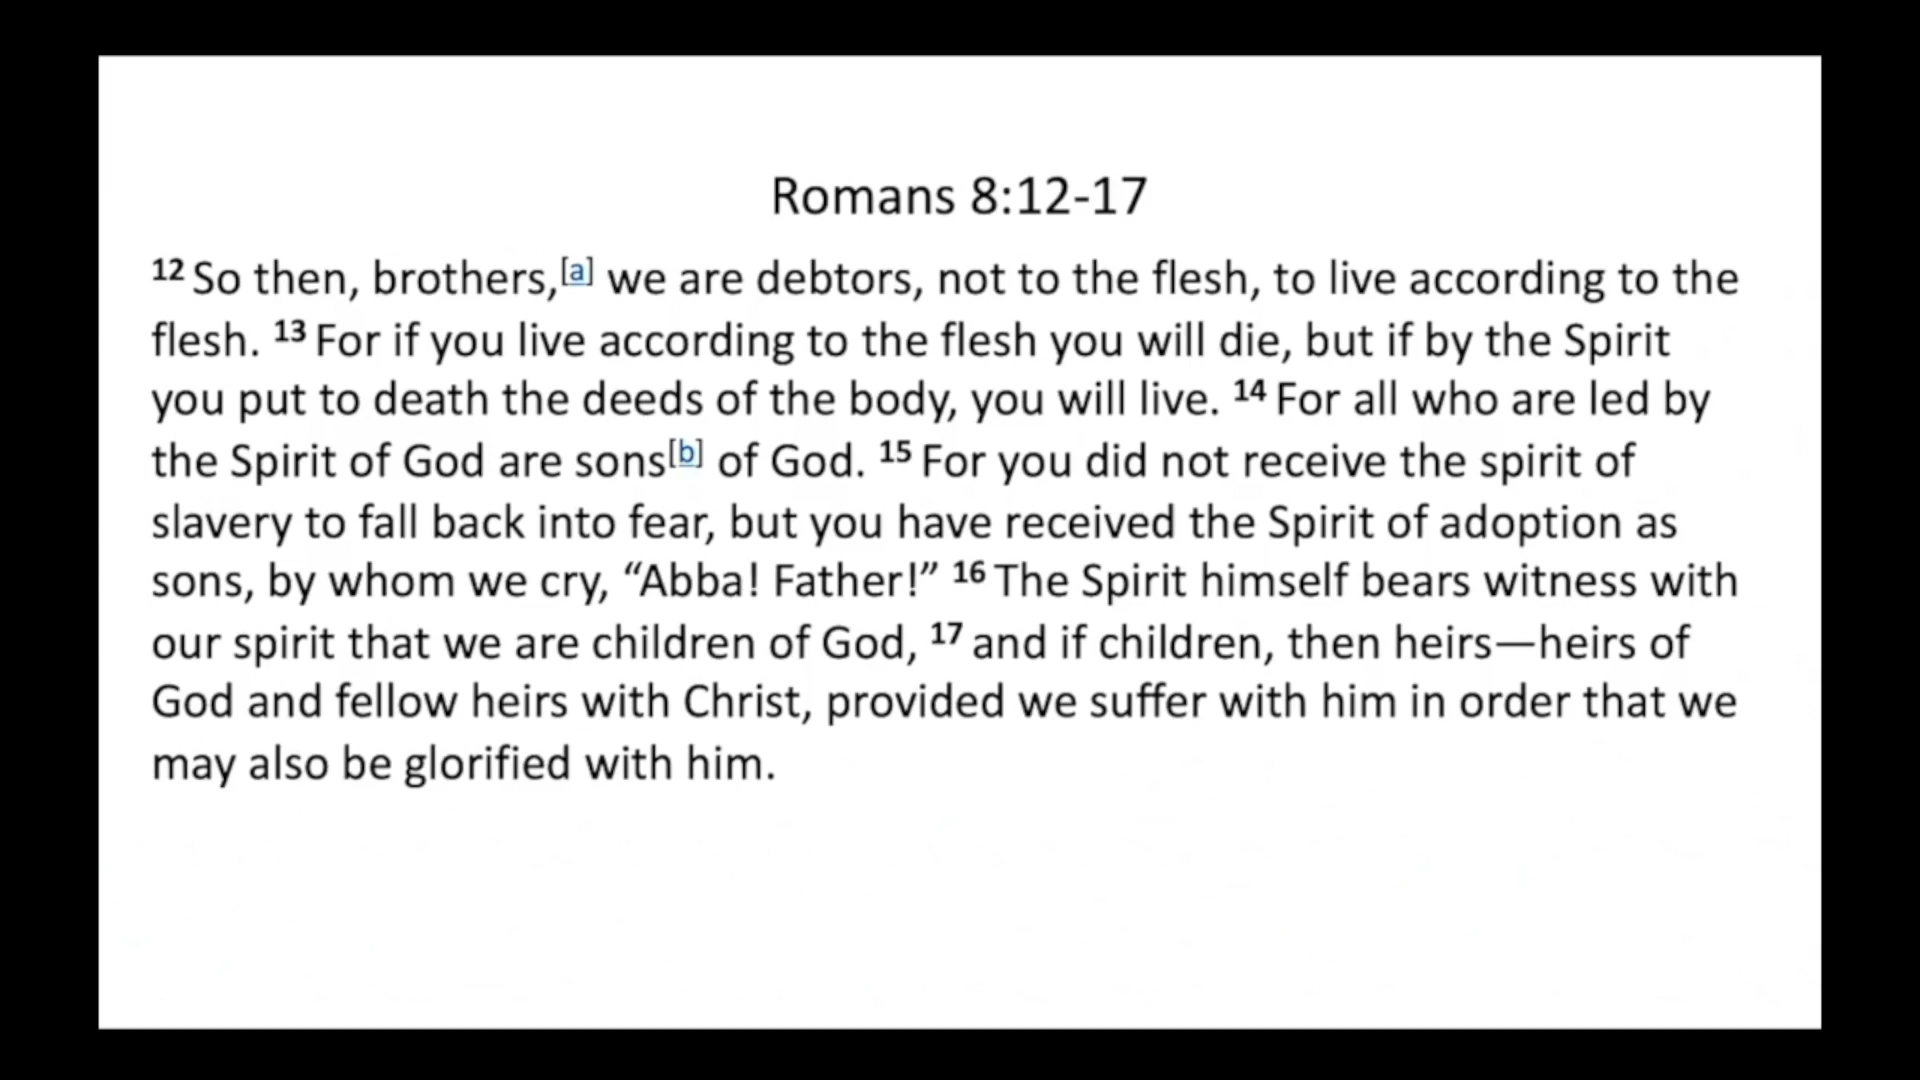 Romans 8:12-17
12 So then, brothers,[a] we are debtors, not to the flesh, to live according to the
flesh. 13 For if you live according to the flesh you will die, but if by the Spirit
you put to death the deeds of the body, you will live. 14 For all who are led by
the Spirit of God are sons[b] of God. 15 For you did not receive the spirit of
slavery to fall back into fear, but you have received the Spirit of adoption as
sons, by whom we cry, “Abba! Father!” 16 The Spirit himself bears witness with
our spirit that we are children of God, 17 and if children, then heirs—heirs of
God and fellow heirs with Christ, provided we suffer with him in order that we
may also be glorified with him.